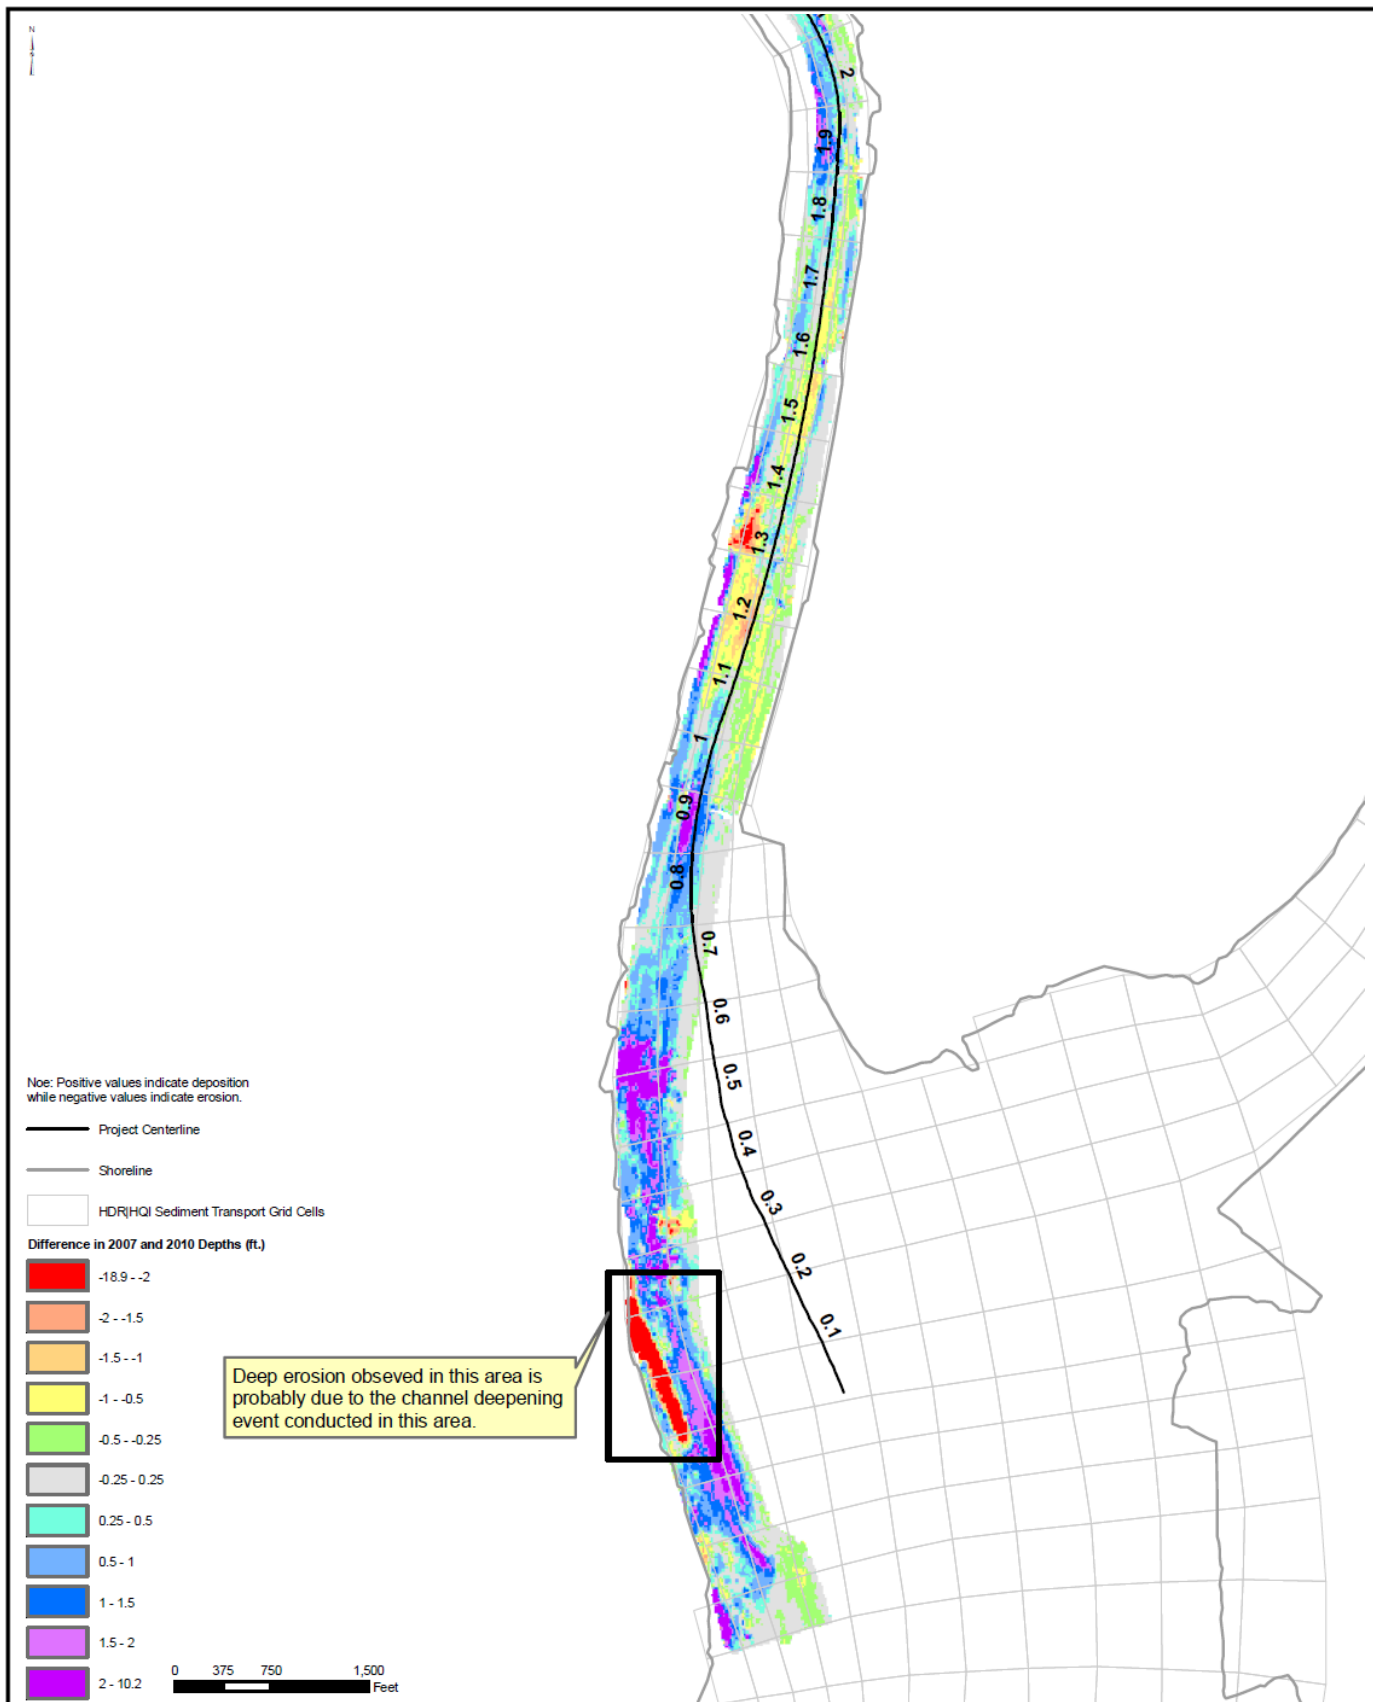 N
2
1.9
1.8
1.7
1.6
1.5
1.4
1.3
1.2
1.1
1
0.9
0.8
0.7
0.6
0.5
0.4
0.3
0.2
0.1
Noe: Positive values indicate deposition
while negative values indicate erosion.
Project Centerline
Shoreline
HDR|HQI Sediment Transport Grid Cells
Difference in 2007 and 2010 Depths (ft.)
-18.9 - -2
-2 - -1.5
-1.5 - -1
-1 - -0.5
-0.5 - -0.25
-0.25 - 0.25
0.25 - 0.5
0.5 - 1
1 - 1.5
1.5 - 2
2 - 10.2
Deep erosion obseved in this area is
probably due to the channel deepening
event conducted in this area.
0 375 750 1,500
Feet